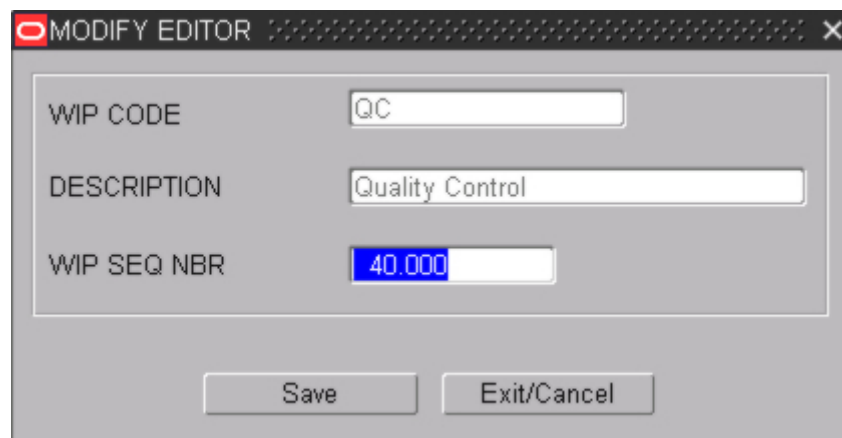 MODIFY EDITOR
WIP CODE QC
DESCRIPTION Quality Control
WIP SEQ NBR 40.000
Save Exit/Cancel